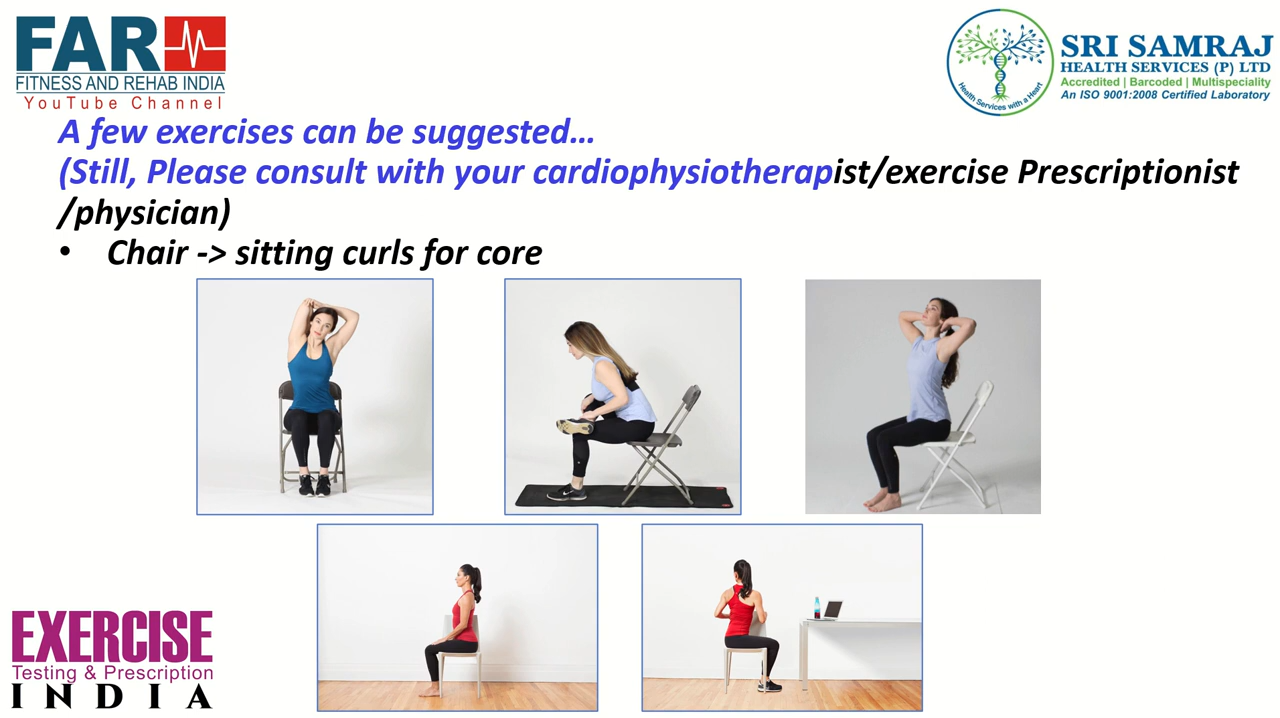 FAR
FITNESS AND REHAB INDIA
YouTube Channel
Health Services with a Heart
SRI SAMRAJ
HEALTH SERVICES (P) LTD
Accredited | Barcoded | Multispeciality
An ISO 9001:2008 Certified Laboratory
A few exercises can be suggested...
(Still, Please consult with your cardiophysiotherapist/exercise Prescriptionist
/physician)
• Chair -> sitting curls for core
EXERCISE
Testing & Prescription
INDIA